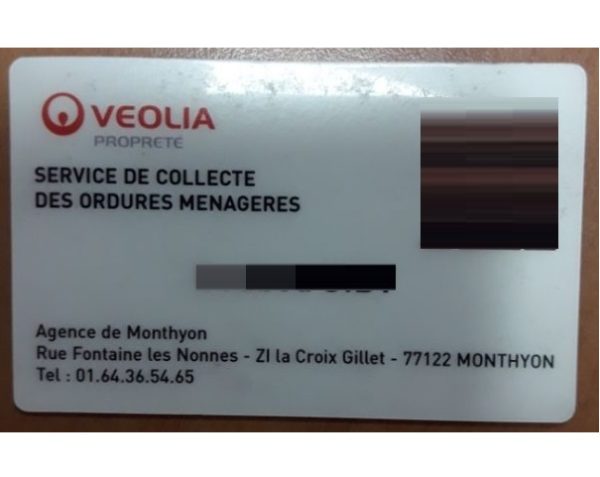 VEOLIA
PROPRETÉ
SERVICE DE COLLECTE
DES ORDURES MENAGERES
Agence de Monthyon
Rue Fontaine les Nonnes - ZI la Croix Gillet - 77122 MONTHYON
Tel : 01.64.36.54.65